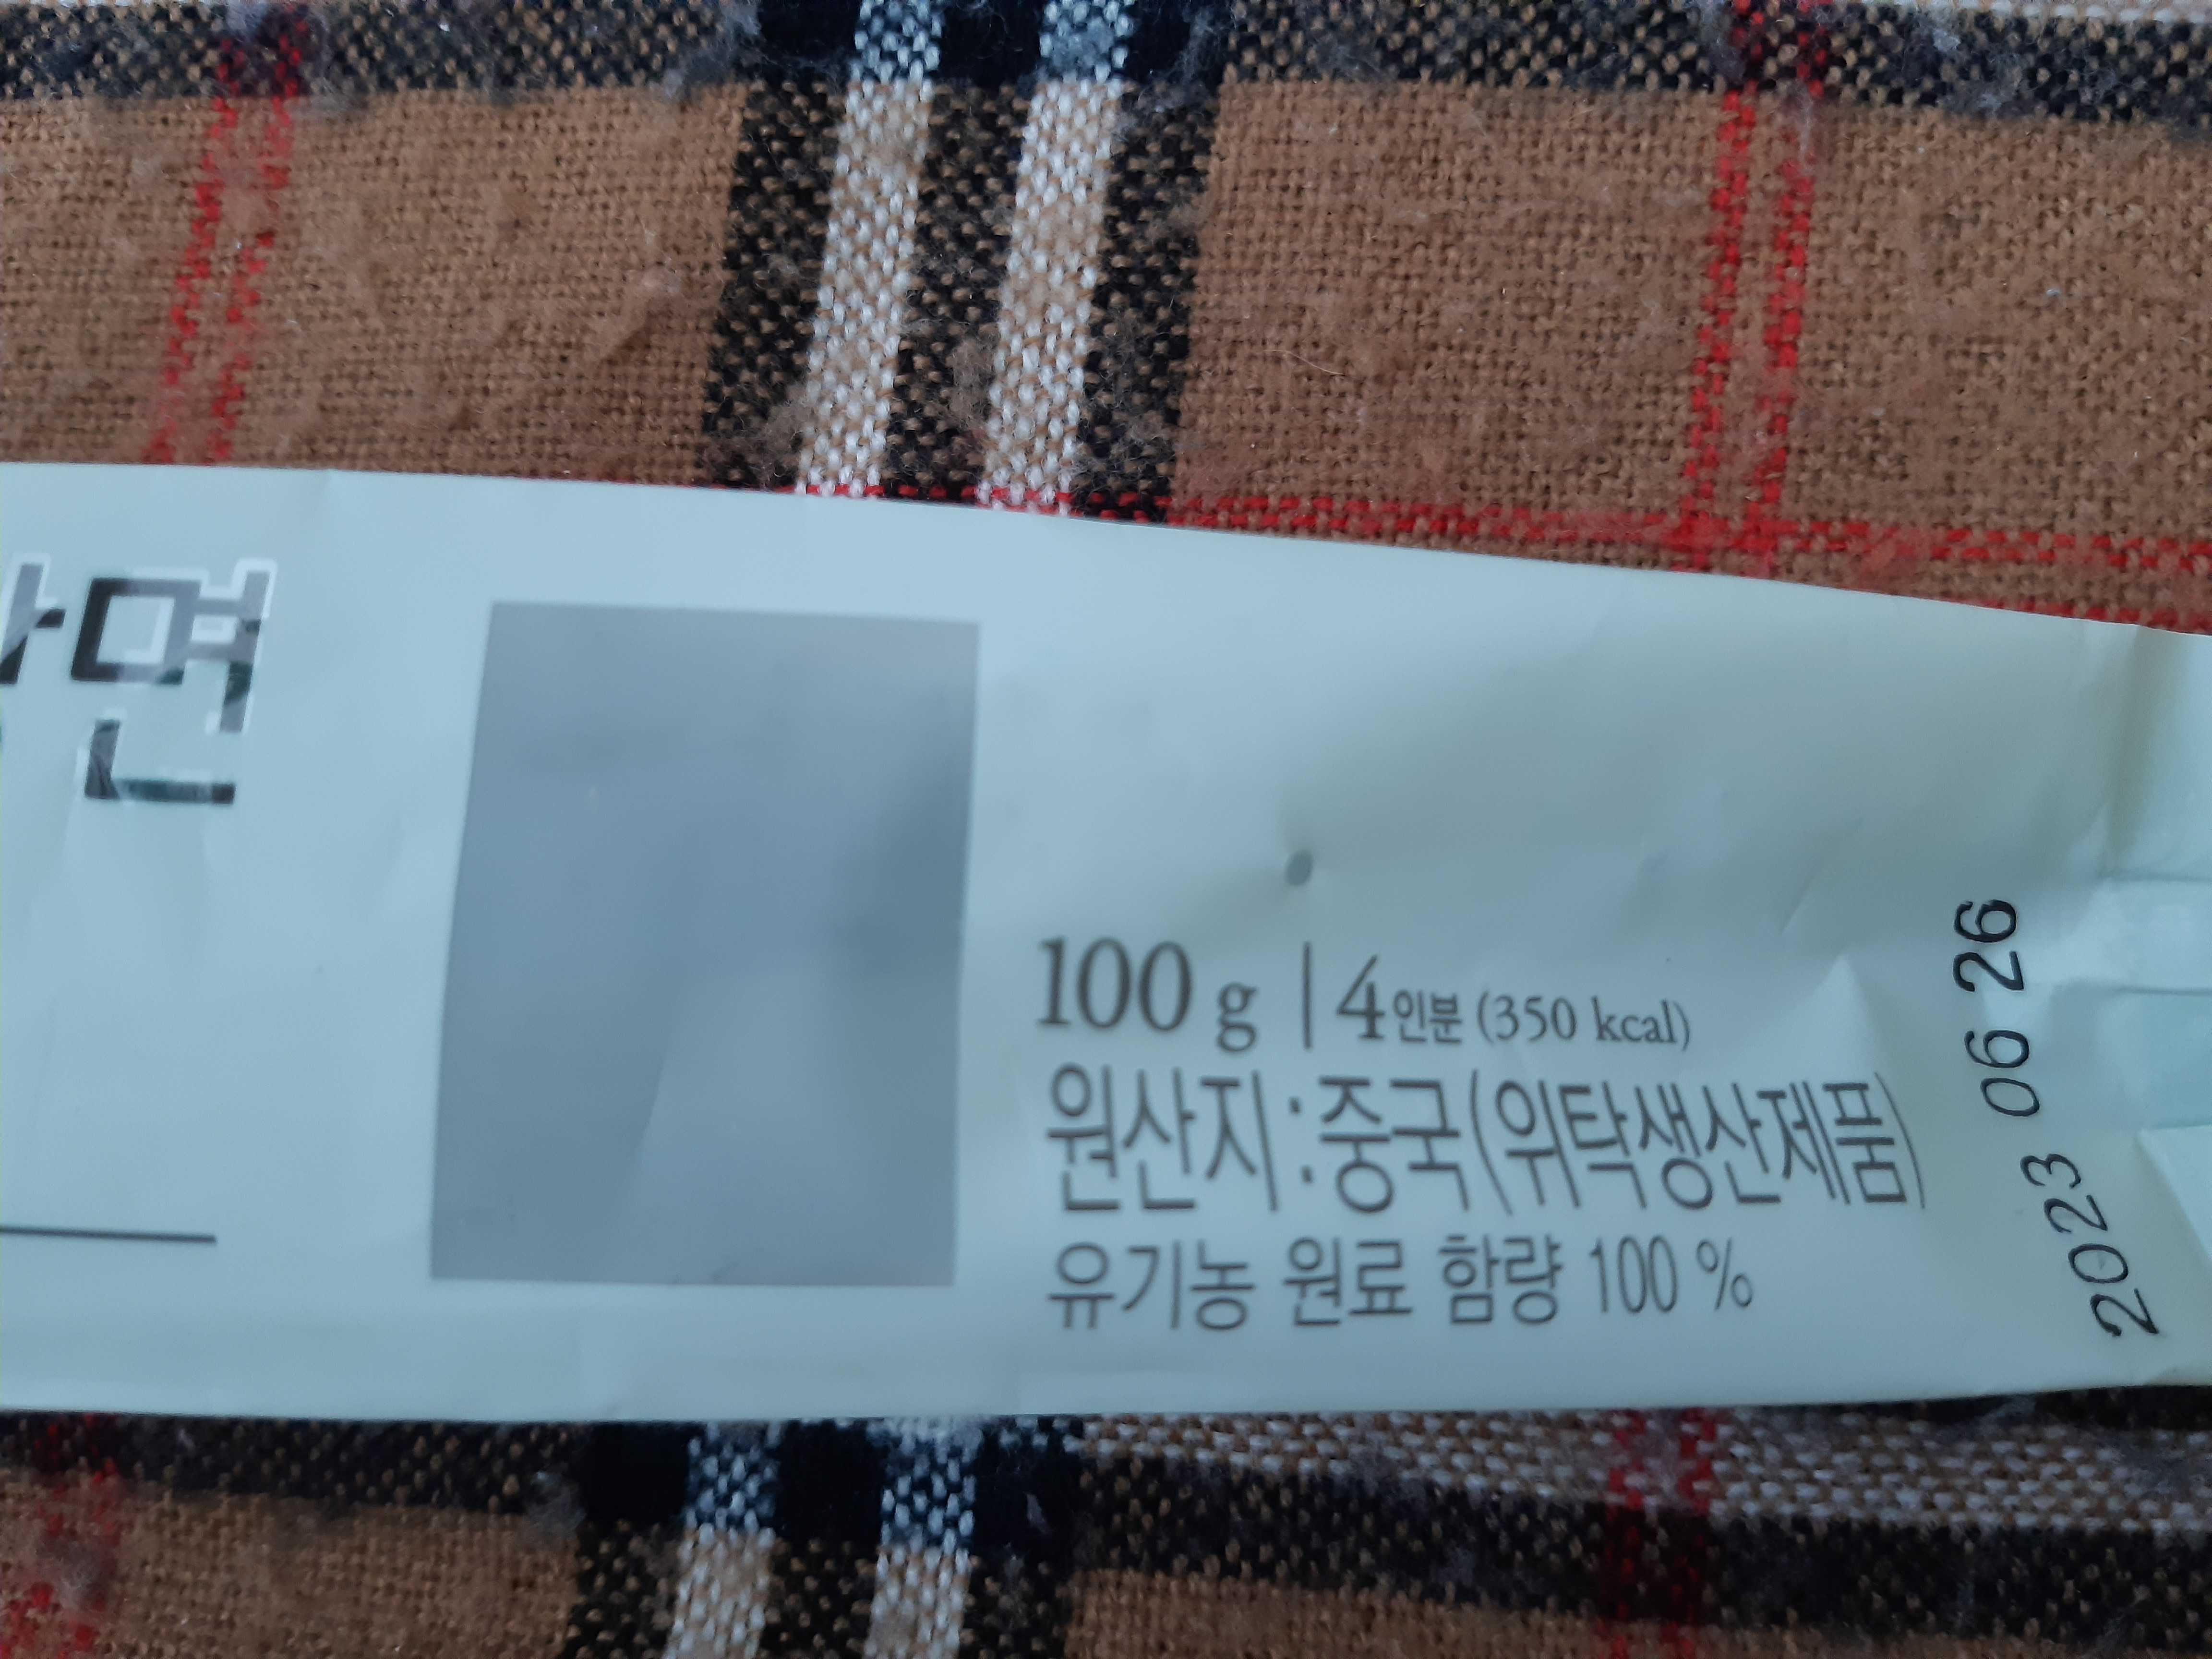 면
100 g | 4인분 (350 kcal)
원산지 : 중국(위탁생산제품)
유기농 원료 함량 100 %
2023 06 26